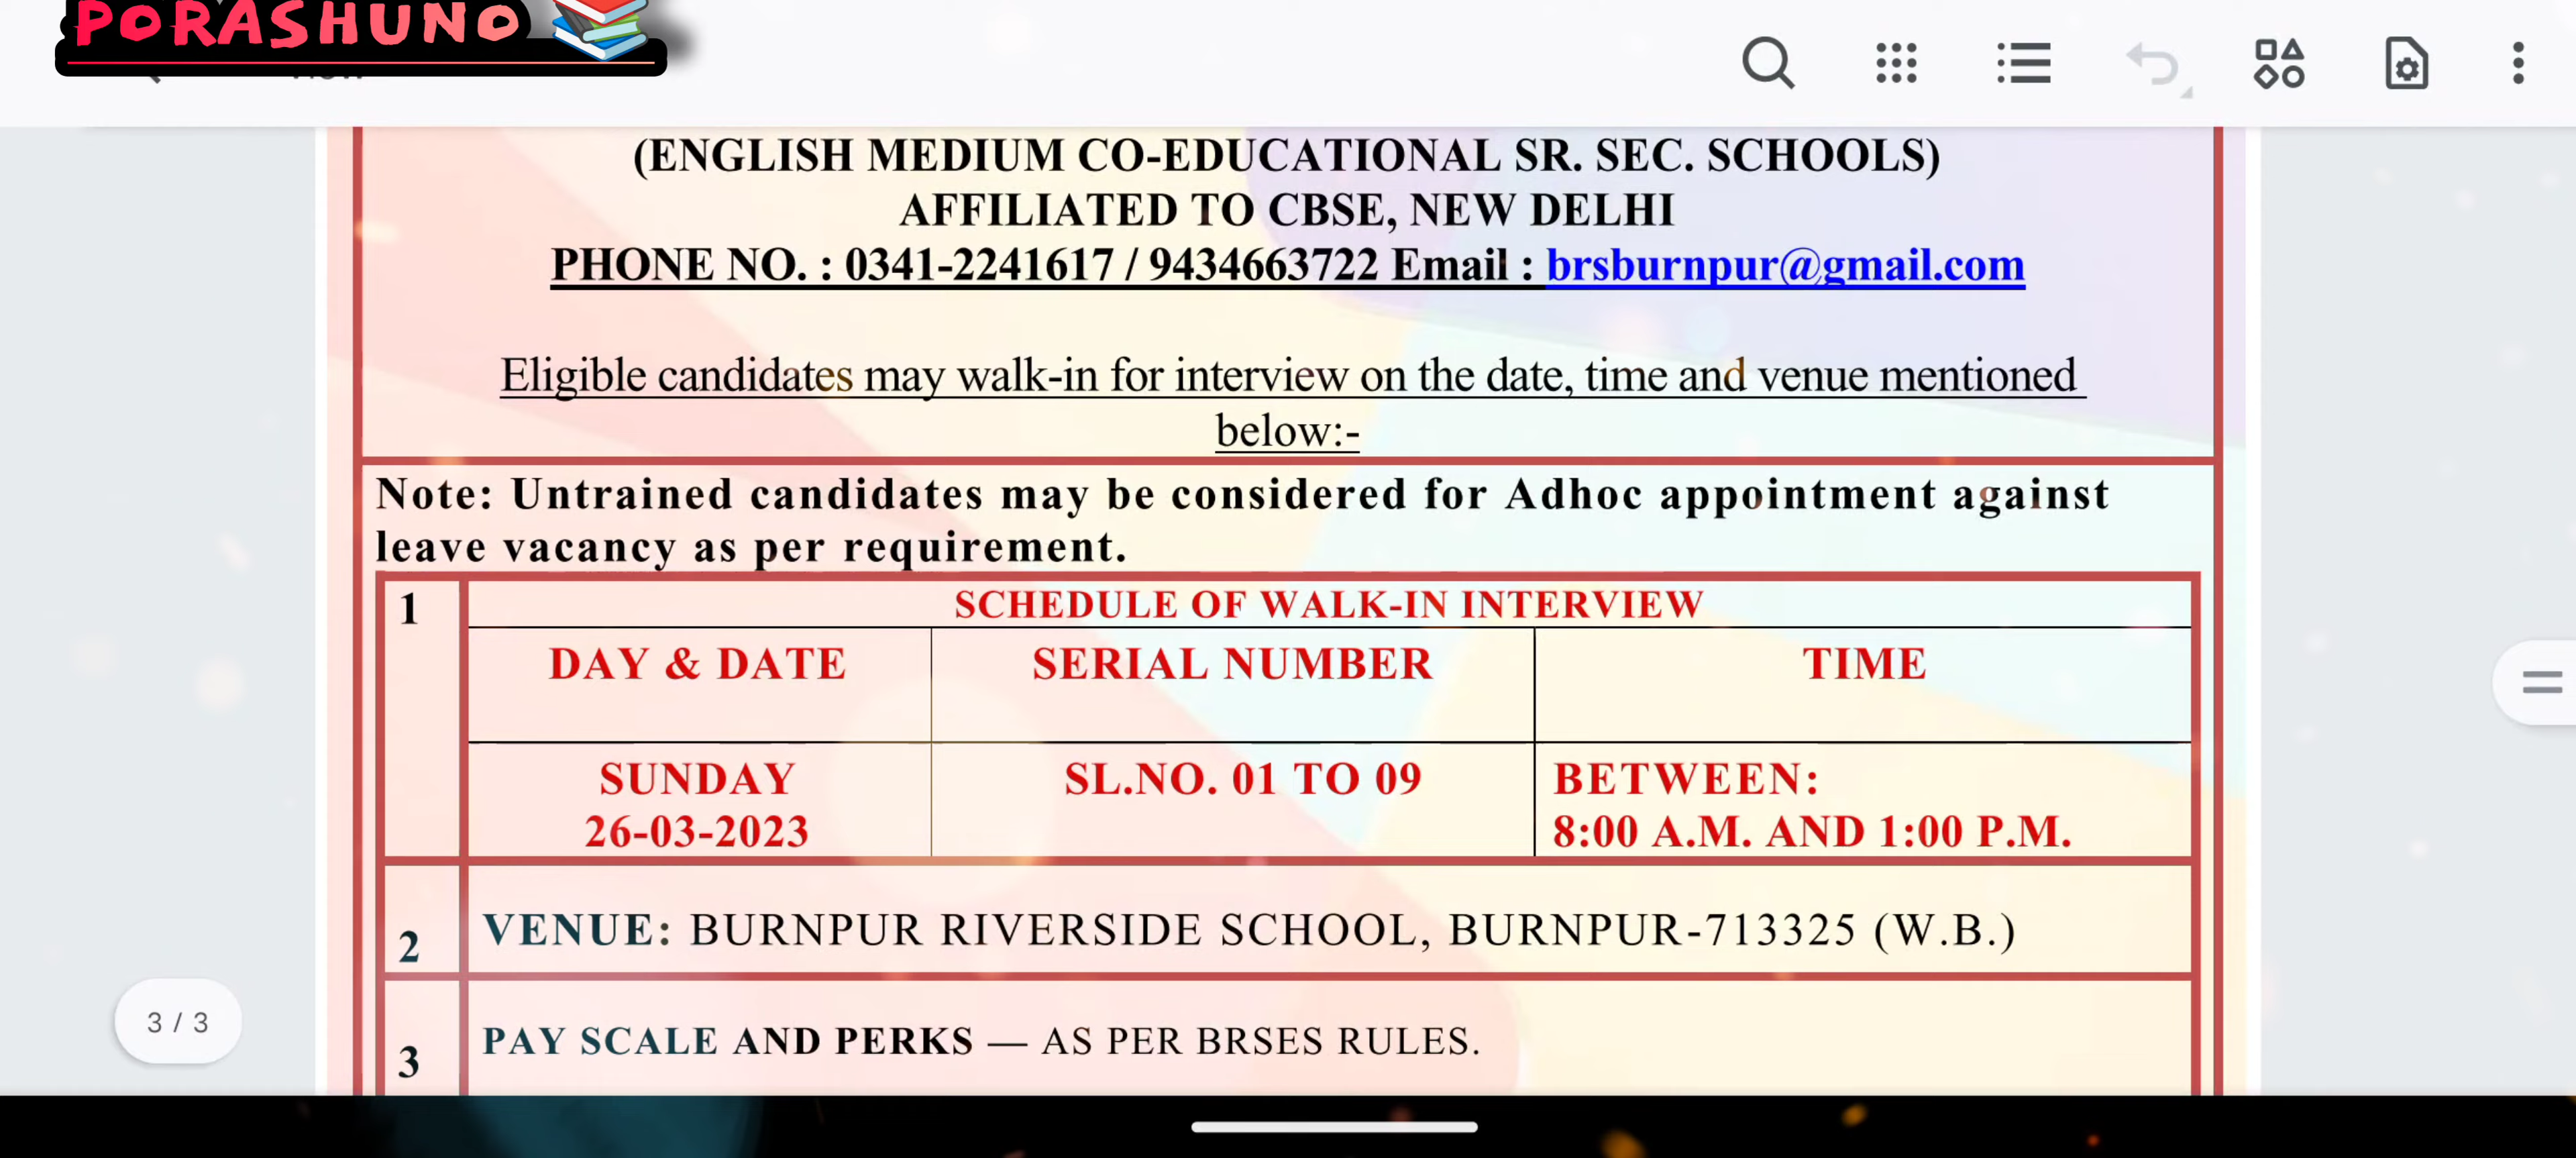 PORASHUNO
(ENGLISH MEDIUM CO-EDUCATIONAL SR. SEC. SCHOOLS)
AFFILIATED TO CBSE, NEW DELHI
PHONE NO. : 0341-2241617 / 9434663722 Email : brsburnpur@gmail.com
Eligible candidates may walk-in for interview on the date, time and venue mentioned
below:-
Note: Untrained candidates may be considered for Adhoc appointment against
leave vacancy as per requirement.
1 SCHEDULE OF WALK-IN INTERVIEW
DAY & DATE SERIAL NUMBER TIME
SUNDAY SL.NO. 01 TO 09 BETWEEN:
26-03-2023 8:00 A.M. AND 1:00 P.M.
2 VENUE: BURNPUR RIVERSIDE SCHOOL, BURNPUR-713325 (W.B.)
3 PAY SCALE AND PERKS — AS PER BRSES RULES.
3 / 3